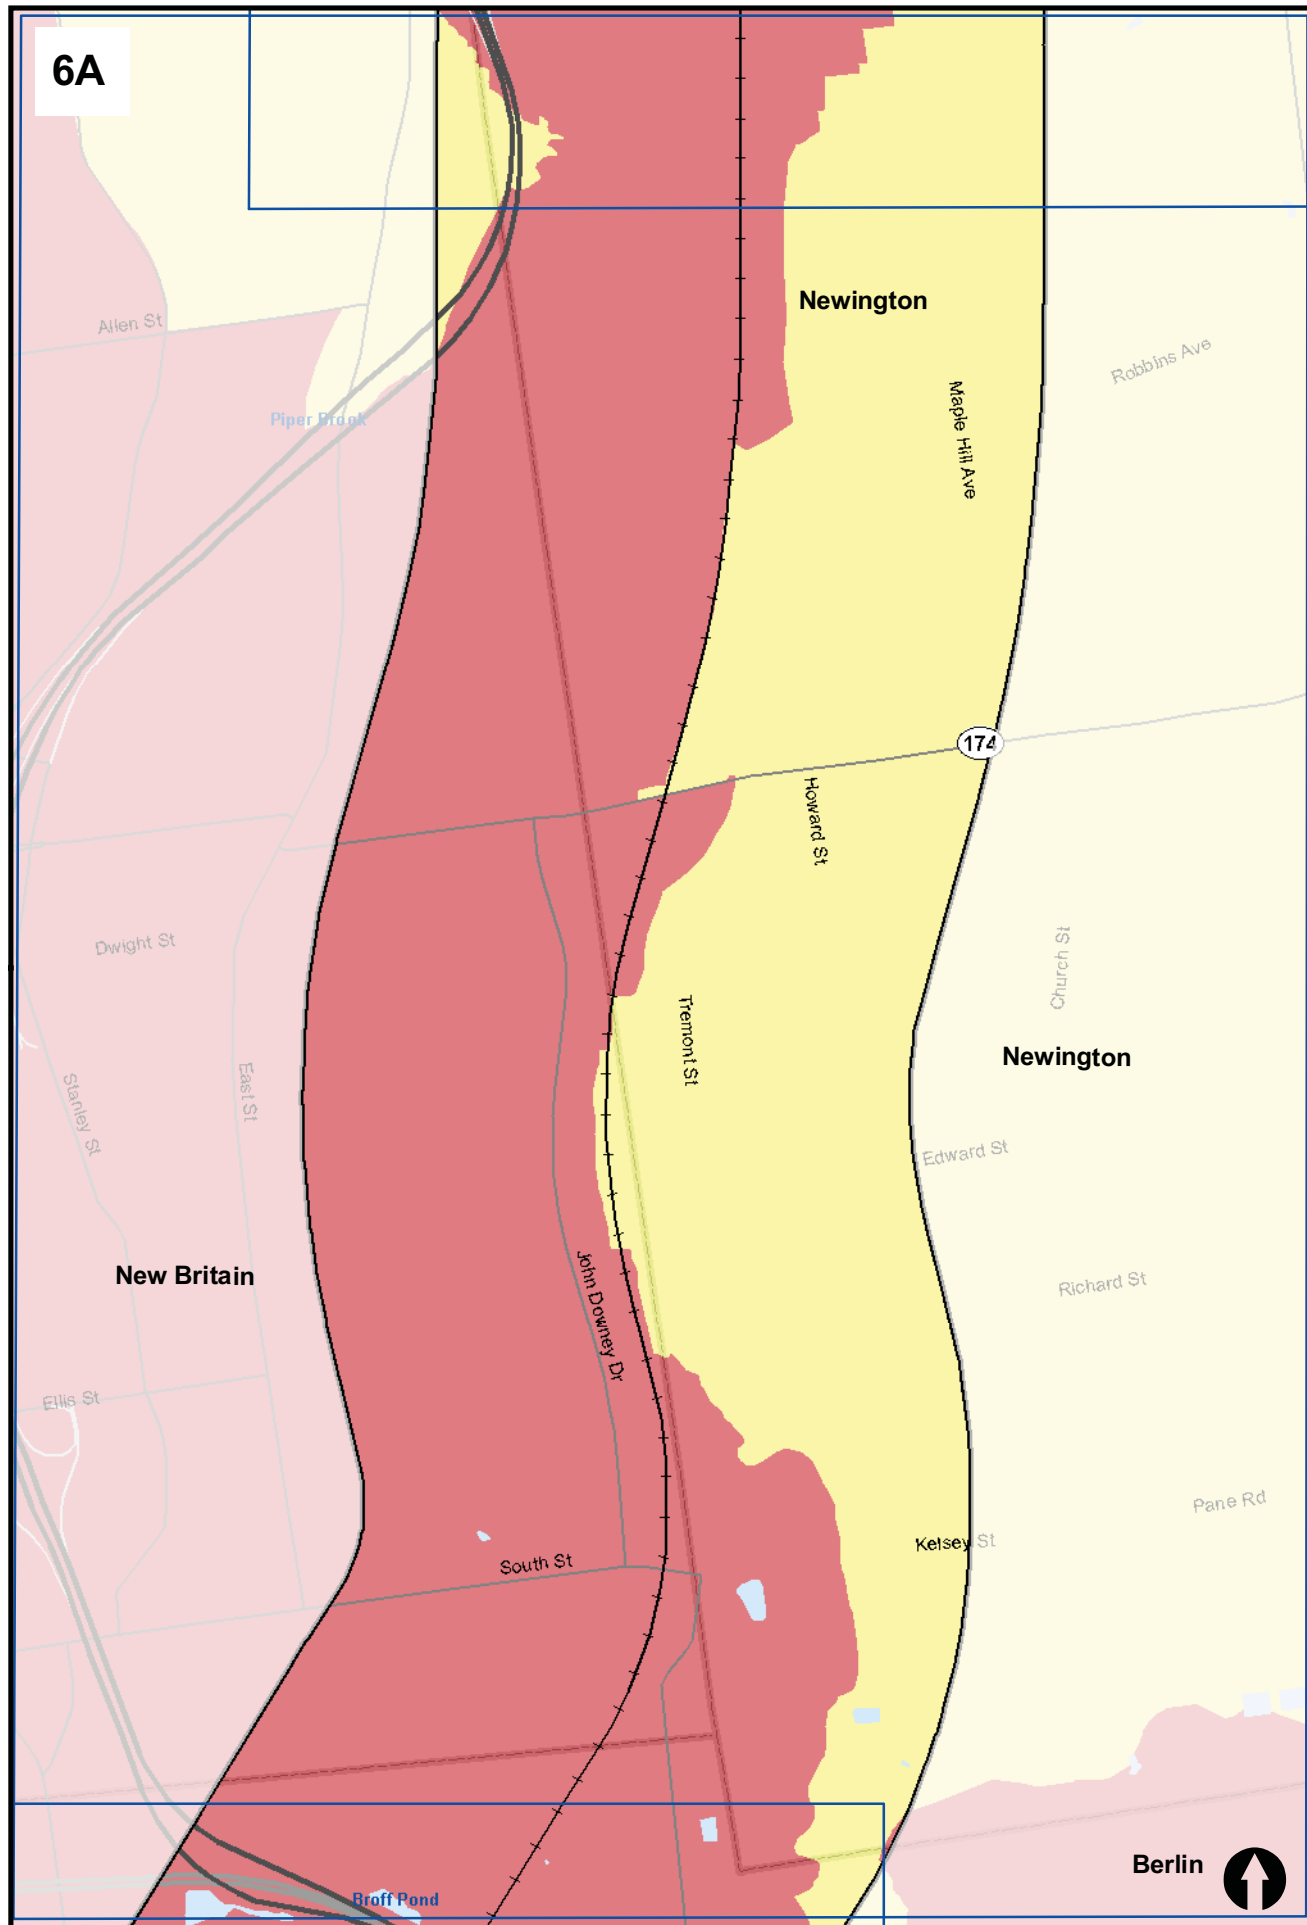 6A
Newington
Allen St
Robbins Ave
Piper Brook
Maple Hill Ave
174
Howard St
Dwight St
Church St
Tremont St
Newington
Stanley St
East St
Edward St
New Britain
John Downey Dr
Richard St
Ellis St
Pane Rd
Kelsey St
South St
Berlin
Broff Pond